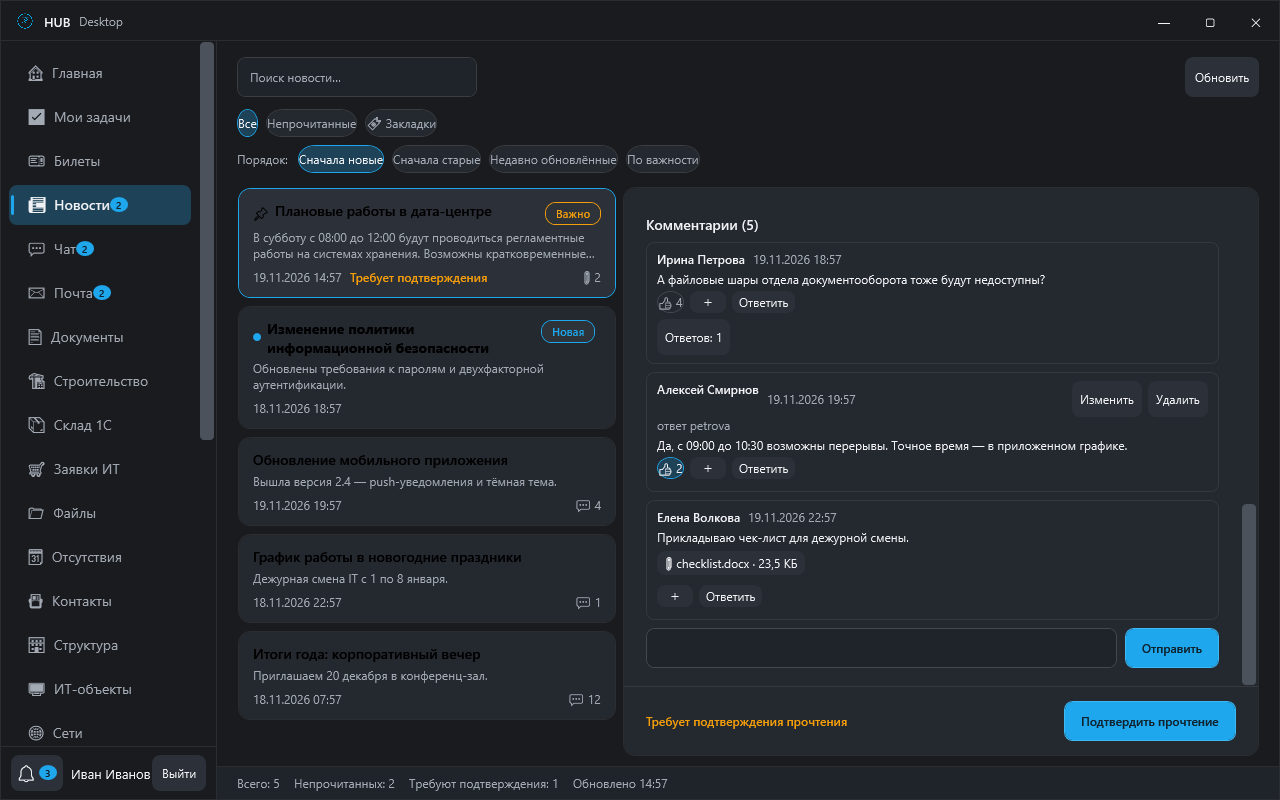 HUB Desktop
Главная
Мои задачи
Билеты
Новости 2
Чат 2
Почта 2
Документы
Строительство
Склад 1С
Заявки ИТ
Файлы
31 Отсутствия
Контакты
Структура
ИТ-объекты
Сети
3 Иван Иванов Выйти
Поиск новости...
Обновить
Все Непрочитанные Закладки
Порядок: Сначала новые Сначала старые Недавно обновлённые По важности
Плановые работы в дата-центре Важно
В субботу с 08:00 до 12:00 будут проводиться регламентные
работы на системах хранения. Возможны кратковременные...
19.11.2026 14:57 Требует подтверждения 2
Изменение политики Новая
информационной безопасности
Обновлены требования к паролям и двухфакторной
аутентификации.
18.11.2026 18:57
Обновление мобильного приложения
Вышла версия 2.4 — push-уведомления и тёмная тема.
19.11.2026 19:57 4
График работы в новогодние праздники
Дежурная смена IT с 1 по 8 января.
18.11.2026 22:57 1
Итоги года: корпоративный вечер
Приглашаем 20 декабря в конференц-зал.
18.11.2026 07:57 12
Комментарии (5)
Ирина Петрова 19.11.2026 18:57
А файловые шары отдела документооборота тоже будут недоступны?
4 + Ответить
Ответов: 1
Алексей Смирнов 19.11.2026 19:57 Изменить Удалить
ответ petrova
Да, с 09:00 до 10:30 возможны перерывы. Точное время — в приложенном графике.
2 + Ответить
Елена Волкова 19.11.2026 22:57
Прикладываю чек-лист для дежурной смены.
checklist.docx · 23,5 КБ
+ Ответить
Отправить
Требует подтверждения прочтения Подтвердить прочтение
Всего: 5 Непрочитанных: 2 Требуют подтверждения: 1 Обновлено 14:57